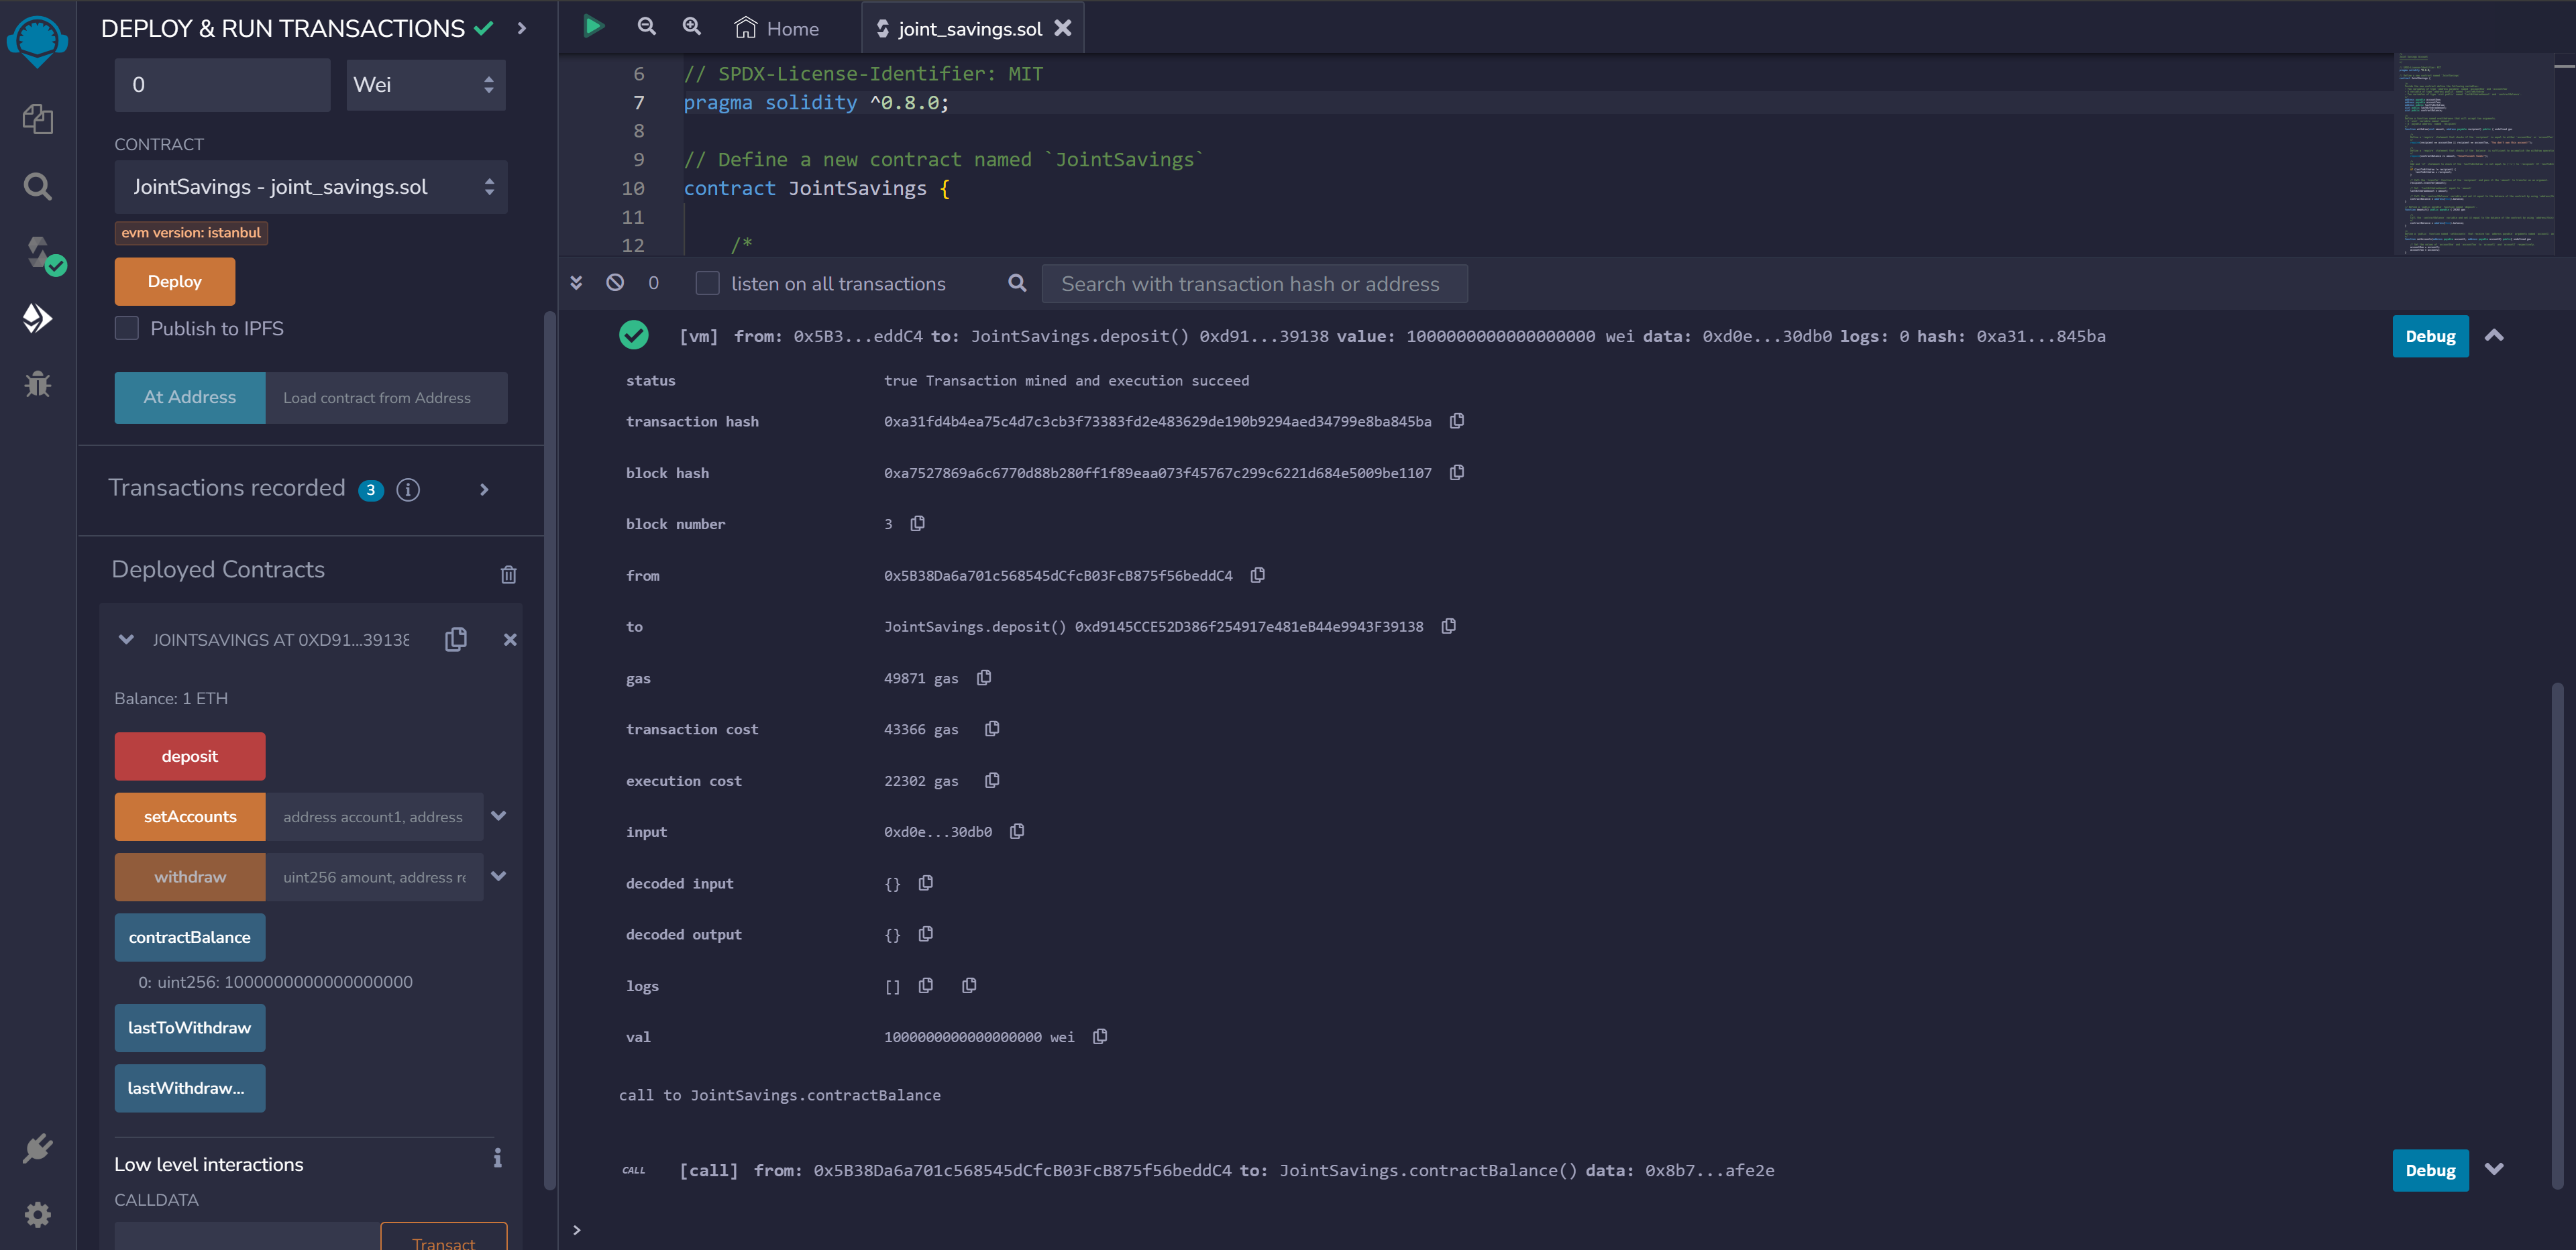 DEPLOY & RUN TRANSACTIONS
0
Wei
CONTRACT
JointSavings - joint_savings.sol
evm version: istanbul
Deploy
Publish to IPFS
At Address
Load contract from Address
Transactions recorded 3
Deployed Contracts
JOINTSAVINGS AT 0XD91...39138
Balance: 1 ETH
deposit
setAccounts
address account1, address
withdraw
uint256 amount, address re
contractBalance
0: uint256: 1000000000000000000
lastToWithdraw
lastWithdraw...
Low level interactions
CALLDATA
Transact
Home
joint_savings.sol
6 // SPDX-License-Identifier: MIT
7 pragma solidity ^0.8.0;
8
9 // Define a new contract named `JointSavings`
10 contract JointSavings {
11
12 /*
0
listen on all transactions
Search with transaction hash or address
[vm] from: 0x5B3...eddC4 to: JointSavings.deposit() 0xd91...39138 value: 1000000000000000000 wei data: 0xd0e...30db0 logs: 0 hash: 0xa31...845ba
Debug
status true Transaction mined and execution succeed
transaction hash 0xa31fd4b4ea75c4d7c3cb3f73383fd2e483629de190b9294aed34799e8ba845ba
block hash 0xa7527869a6c6770d88b280ff1f89eaa073f45767c299c6221d684e5009be1107
block number 3
from 0x5B38Da6a701c568545dCfcB03FcB875f56beddC4
to JointSavings.deposit() 0xd9145CCE52D386f254917e481eB44e9943F39138
gas 49871 gas
transaction cost 43366 gas
execution cost 22302 gas
input 0xd0e...30db0
decoded input {}
decoded output {}
logs []
val 1000000000000000000 wei
call to JointSavings.contractBalance
CALL [call] from: 0x5B38Da6a701c568545dCfcB03FcB875f56beddC4 to: JointSavings.contractBalance() data: 0x8b7...afe2e
Debug
>